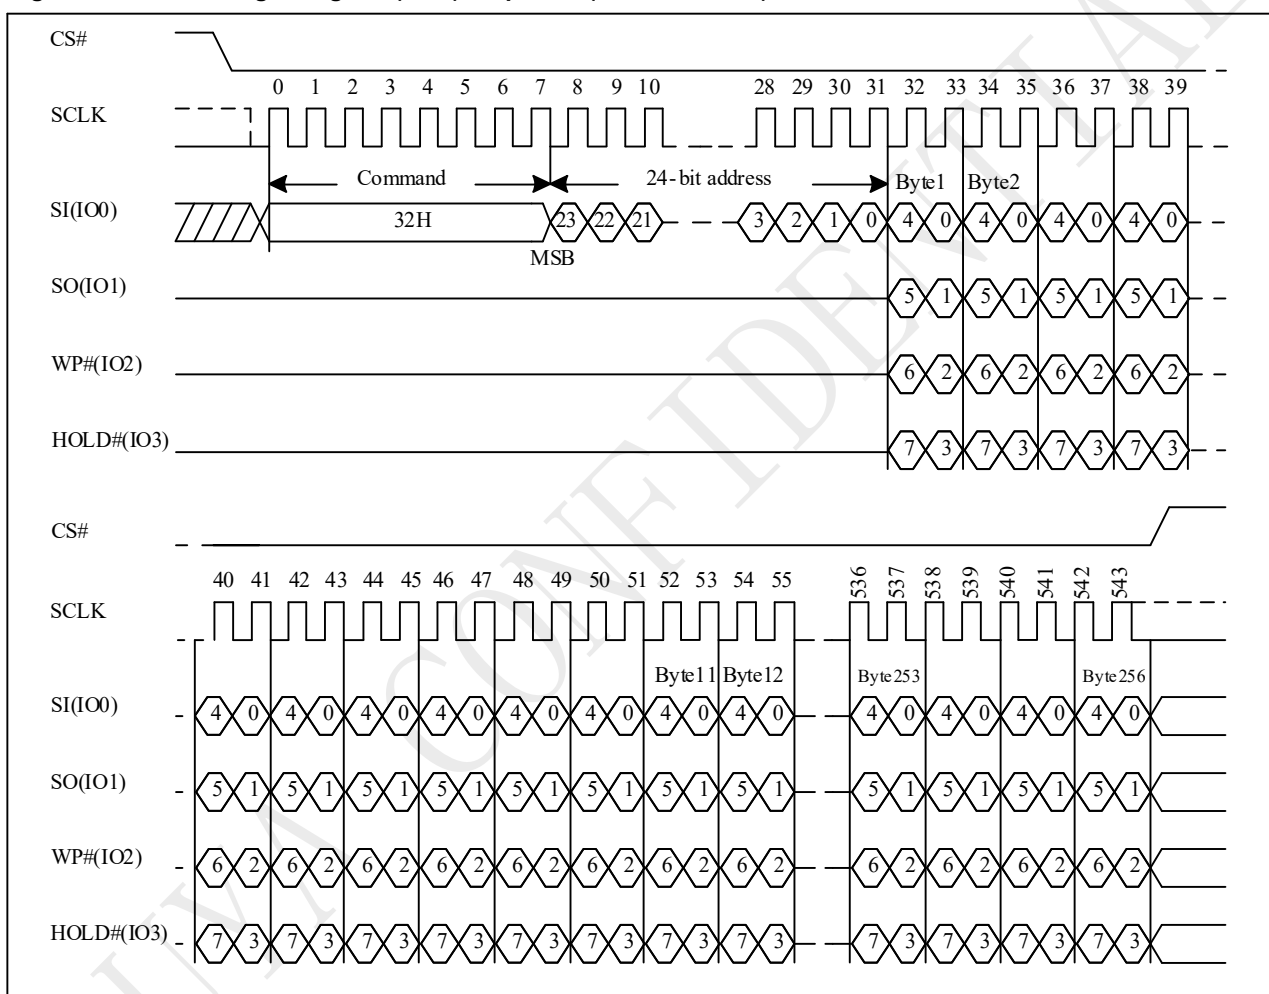 CS#
0 1 2 3 4 5 6 7 8 9 10 28 29 30 31 32 33 34 35 36 37 38 39
SCLK
Command 24-bit address Byte1 Byte2
SI(IO0) 32H 23 22 21 3 2 1 0 4 0 4 0 4 0 4 0
MSB
SO(IO1) 5 1 5 1 5 1 5 1
WP#(IO2) 6 2 6 2 6 2 6 2
HOLD#(IO3) 7 3 7 3 7 3 7 3
CS#
40 41 42 43 44 45 46 47 48 49 50 51 52 53 54 55 536 537 538 539 540 541 542 543
SCLK
Byte11 Byte12 Byte253 Byte256
SI(IO0) 4 0 4 0 4 0 4 0 4 0 4 0 4 0 4 0 4 0 4 0 4 0 4 0
SO(IO1) 5 1 5 1 5 1 5 1 5 1 5 1 5 1 5 1 5 1 5 1 5 1 5 1
WP#(IO2) 6 2 6 2 6 2 6 2 6 2 6 2 6 2 6 2 6 2 6 2 6 2 6 2
HOLD#(IO3) 7 3 7 3 7 3 7 3 7 3 7 3 7 3 7 3 7 3 7 3 7 3 7 3
CONFIDENTIAL